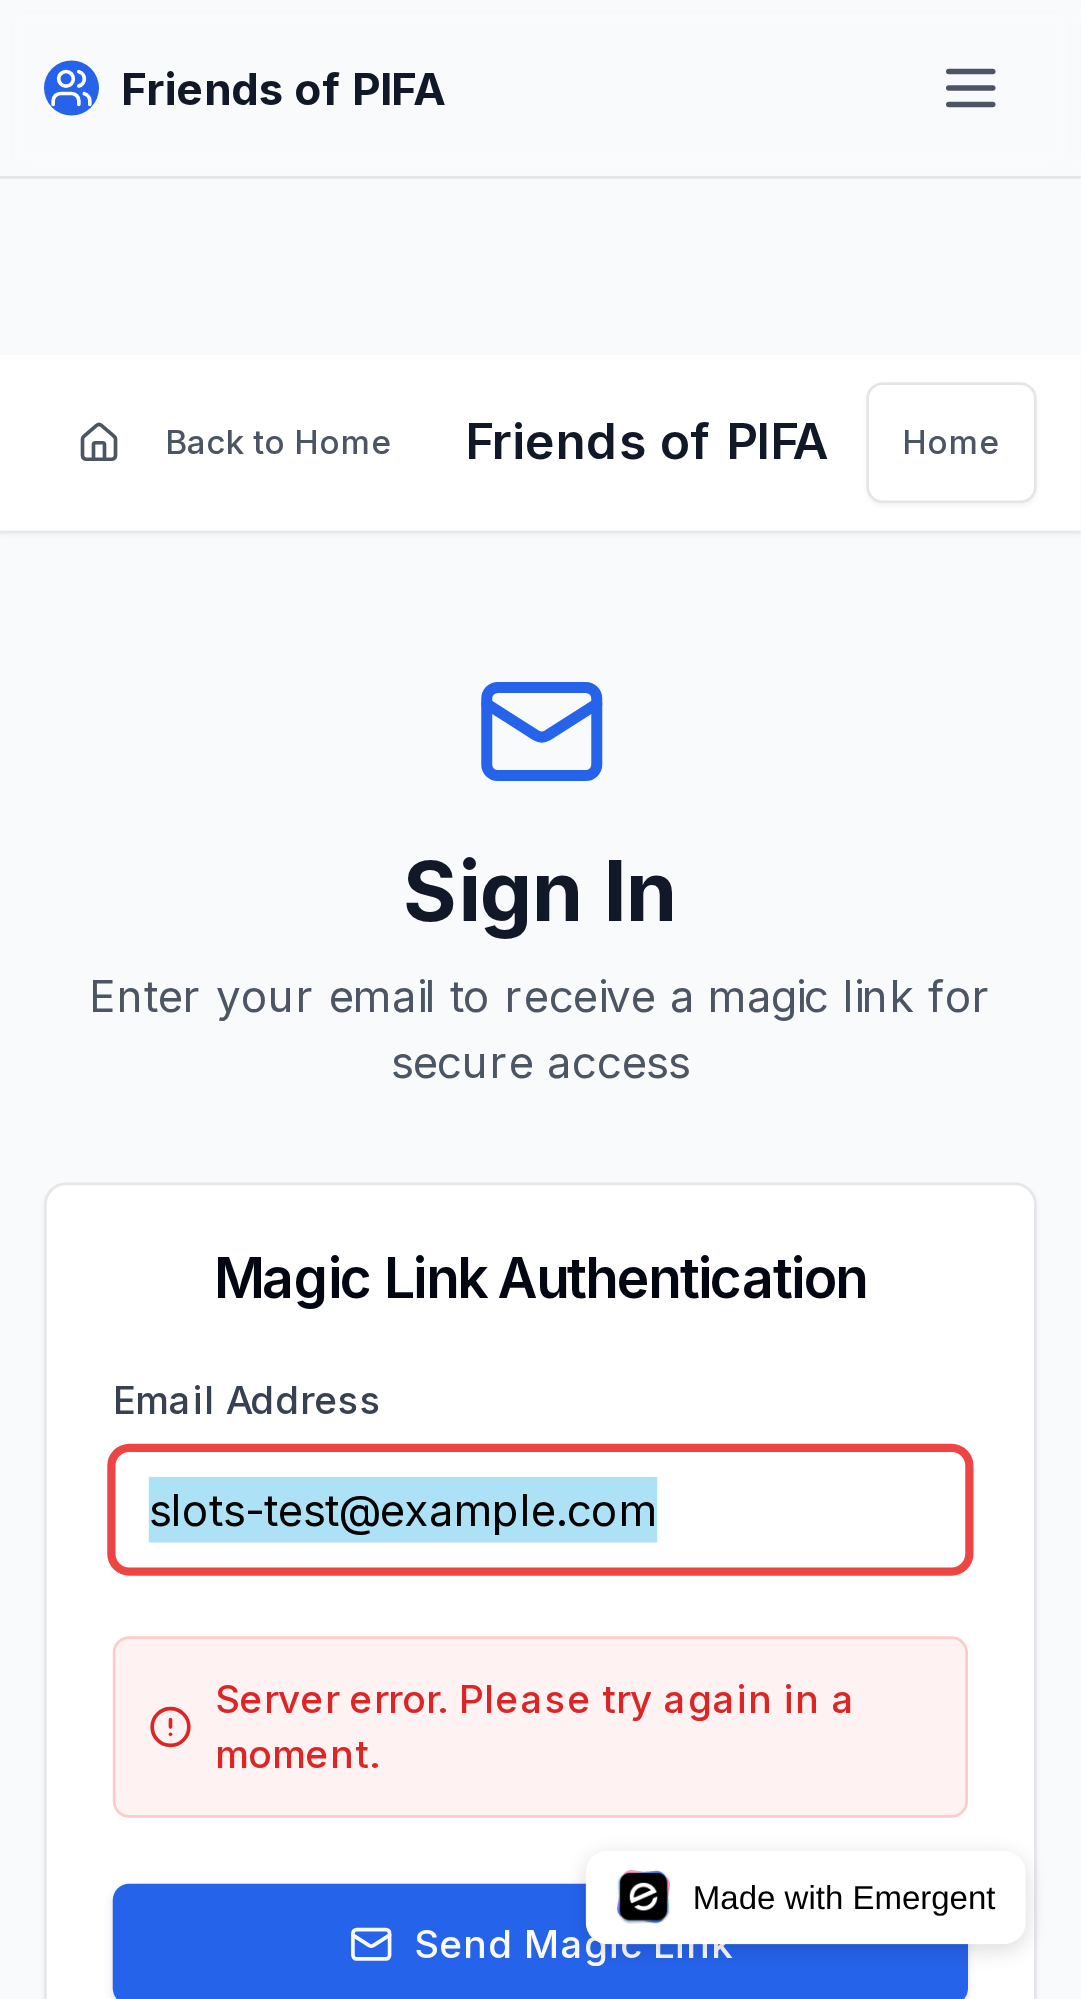 Friends of PIFA
Back to Home
Friends of PIFA
Home
Sign In
Enter your email to receive a magic link for
secure access
Magic Link Authentication
Email Address
slots-test@example.com
Server error. Please try again in a
moment.
Made with Emergent
Send Magic Link